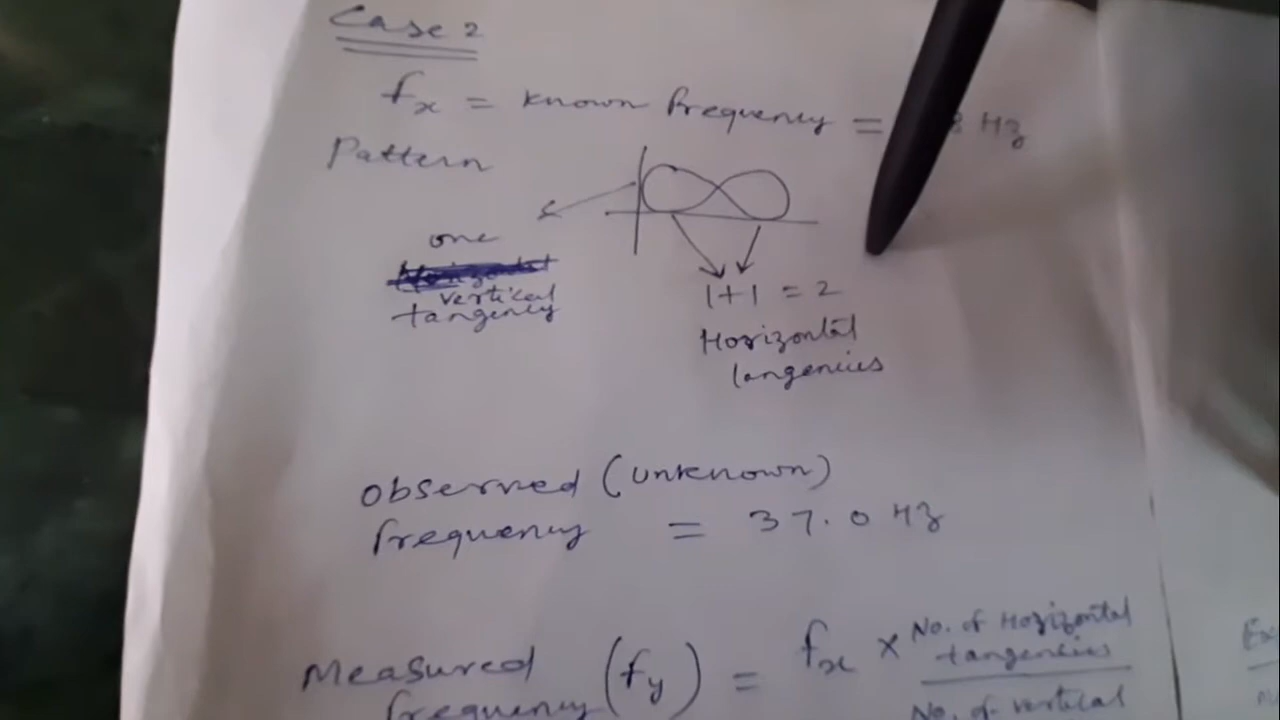 Case 2
fx = Known frequency = Hz
Pattern
one
vertical
tangency
1+1 = 2
Horizontal
tangencies
Observed (unknown)
frequency = 37.0 Hz
Measured frequency (fy) = fx × No. of Horizontal tangencies
No. of vertical